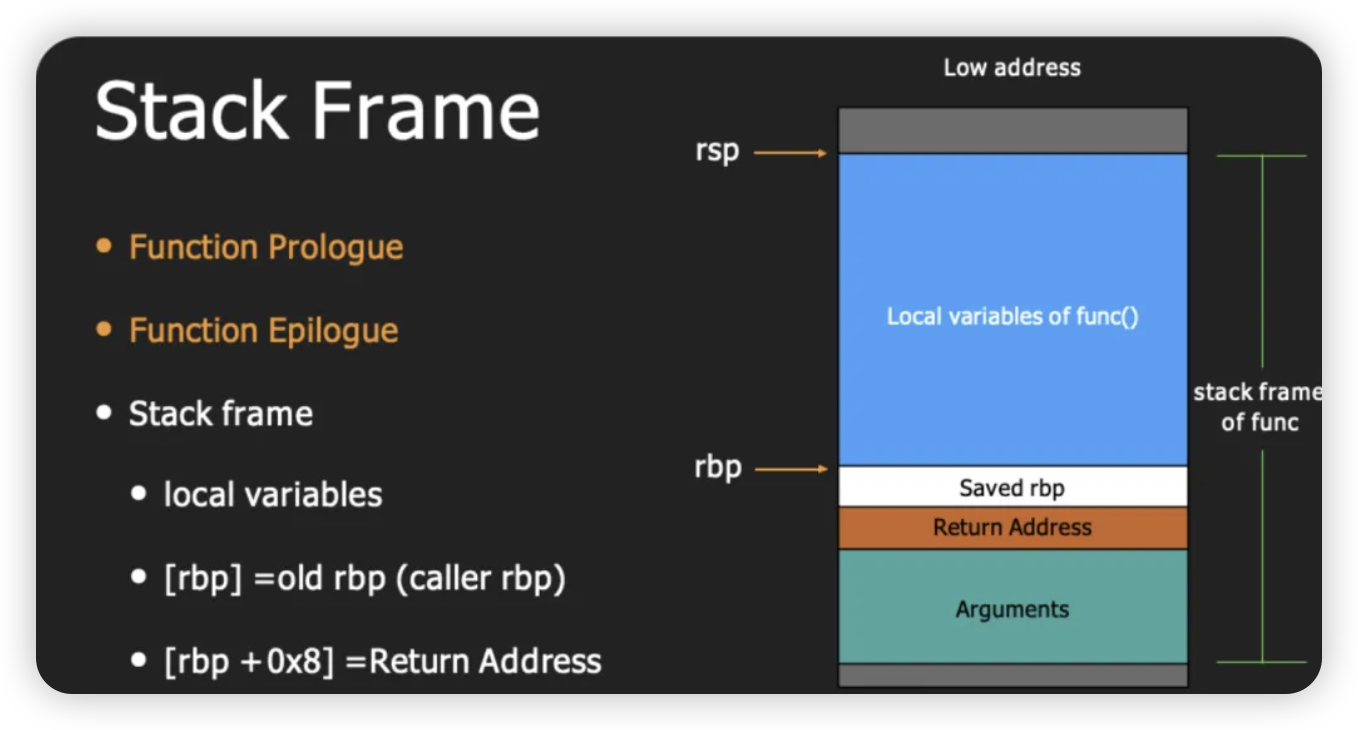 Stack Frame
Function Prologue
Function Epilogue
Stack frame
local variables
[rbp] =old rbp (caller rbp)
[rbp +0x8] =Return Address
Low address
rsp
Local variables of func()
rbp
Saved rbp
Return Address
Arguments
stack frame
of func